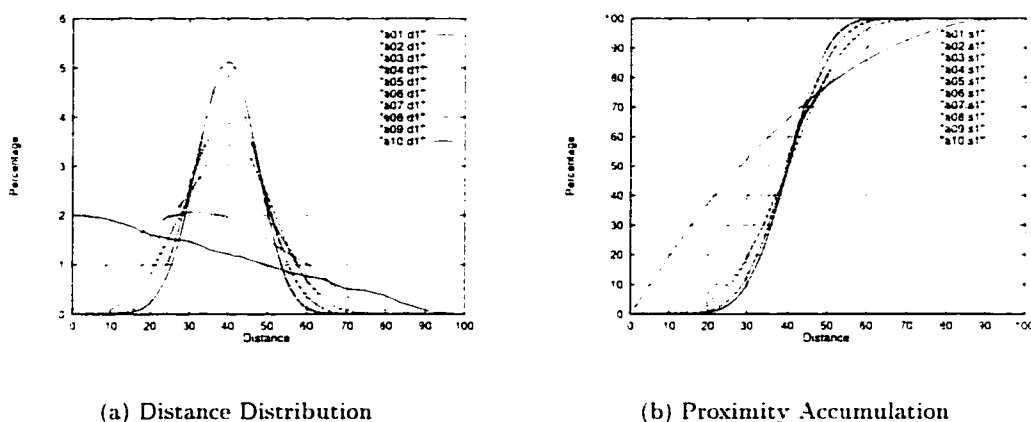 6
5
4
3
2
1
0
0 10 20 30 40 50 60 70 80 90 100
Percentage
Distance
"a01 d1"
"a02 d1"
"a03 d1"
"a04 d1"
"a05 d1"
"a06 d1"
"a07 d1"
"a08 d1"
"a09 d1"
"a10 d1"
(a) Distance Distribution
100
90
80
70
60
50
40
30
20
10
0
0 10 20 30 40 50 60 70 80 90 100
Percentage
Distance
"a01 s1"
"a02 s1"
"a03 s1"
"a04 s1"
"a05 s1"
"a06 s1"
"a07 s1"
"a08 s1"
"a09 s1"
"a10 s1"
(b) Proximity Accumulation